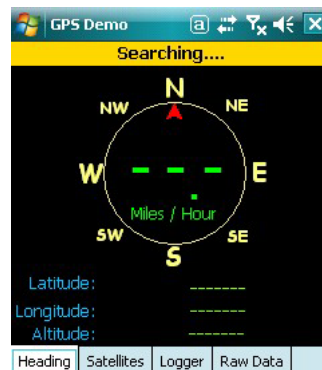 GPS Demo
Searching....
N
NW NE
W - - - . E
Miles / Hour
SW SE
S
Latitude: -------
Longitude: -------
Altitude: -------
Heading Satellites Logger Raw Data